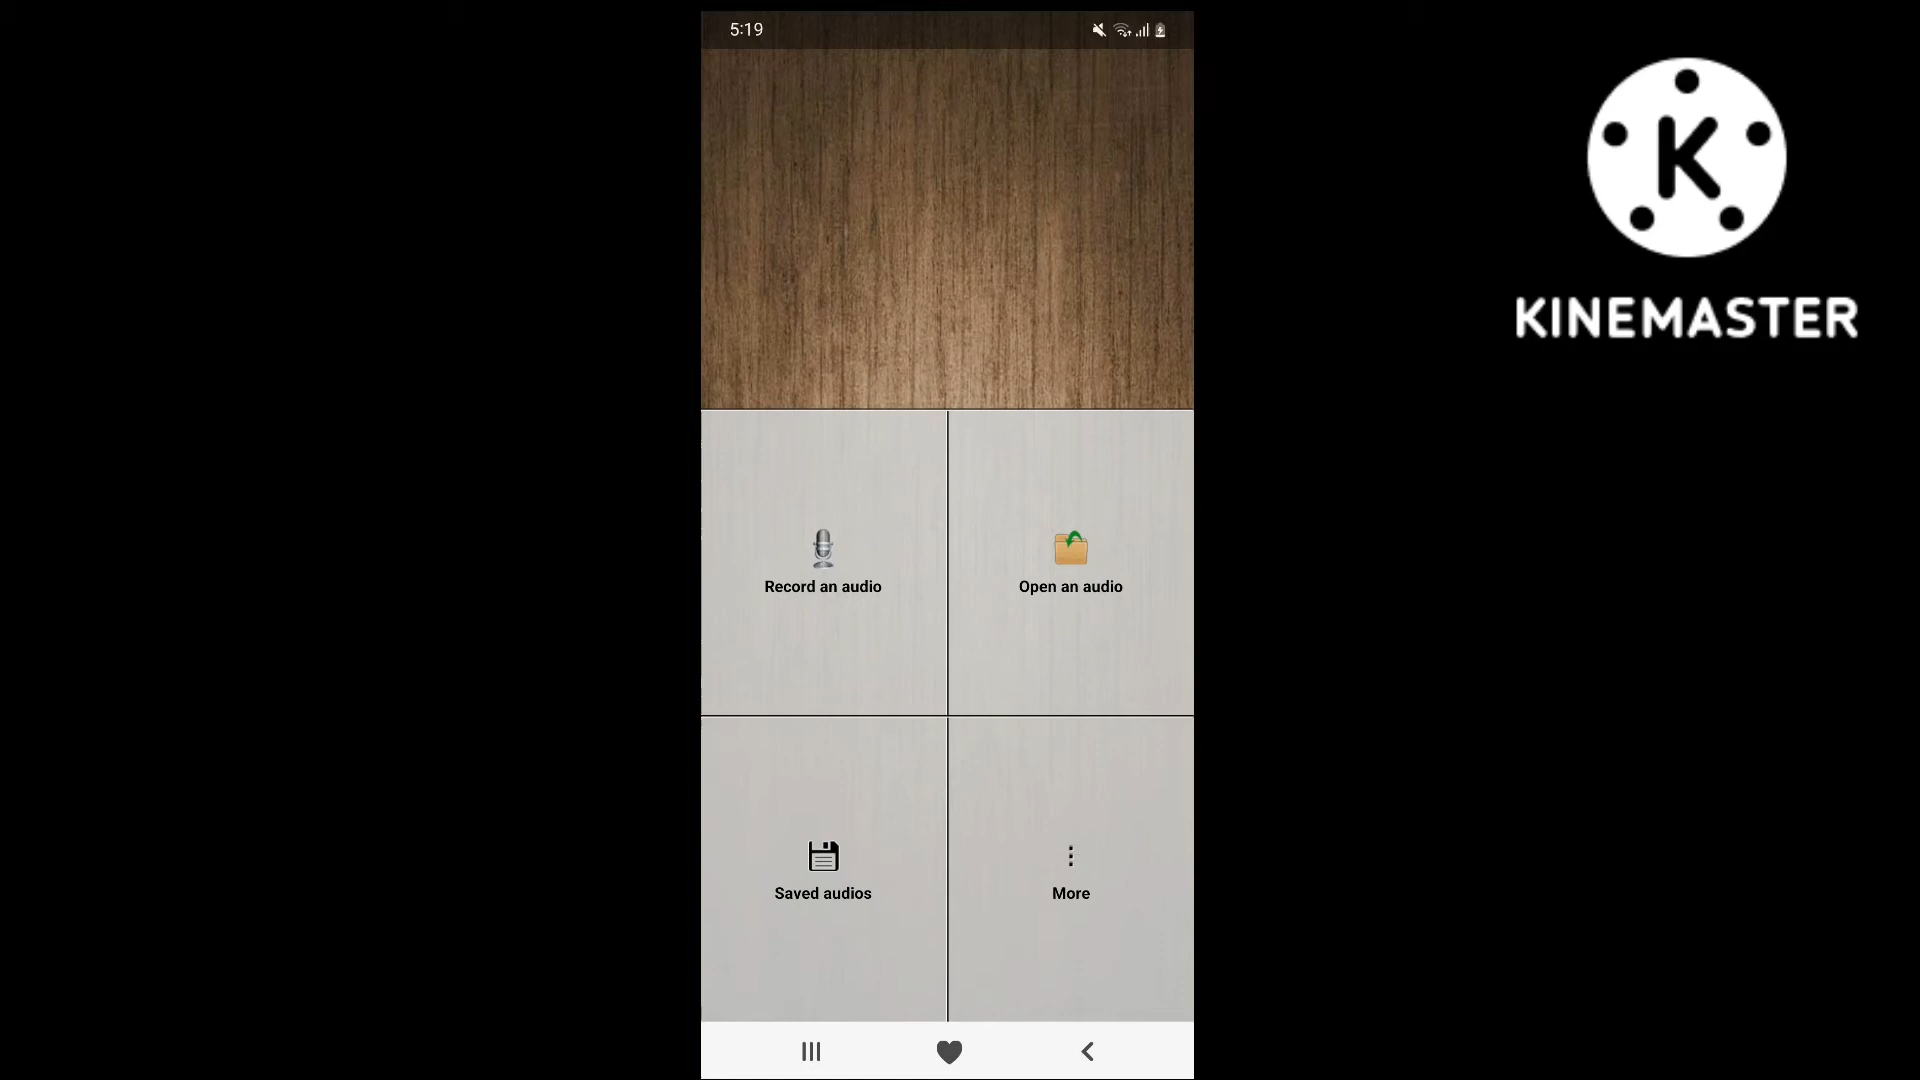 5:19
K
KINEMASTER
Record an audio
Open an audio
Saved audios
More